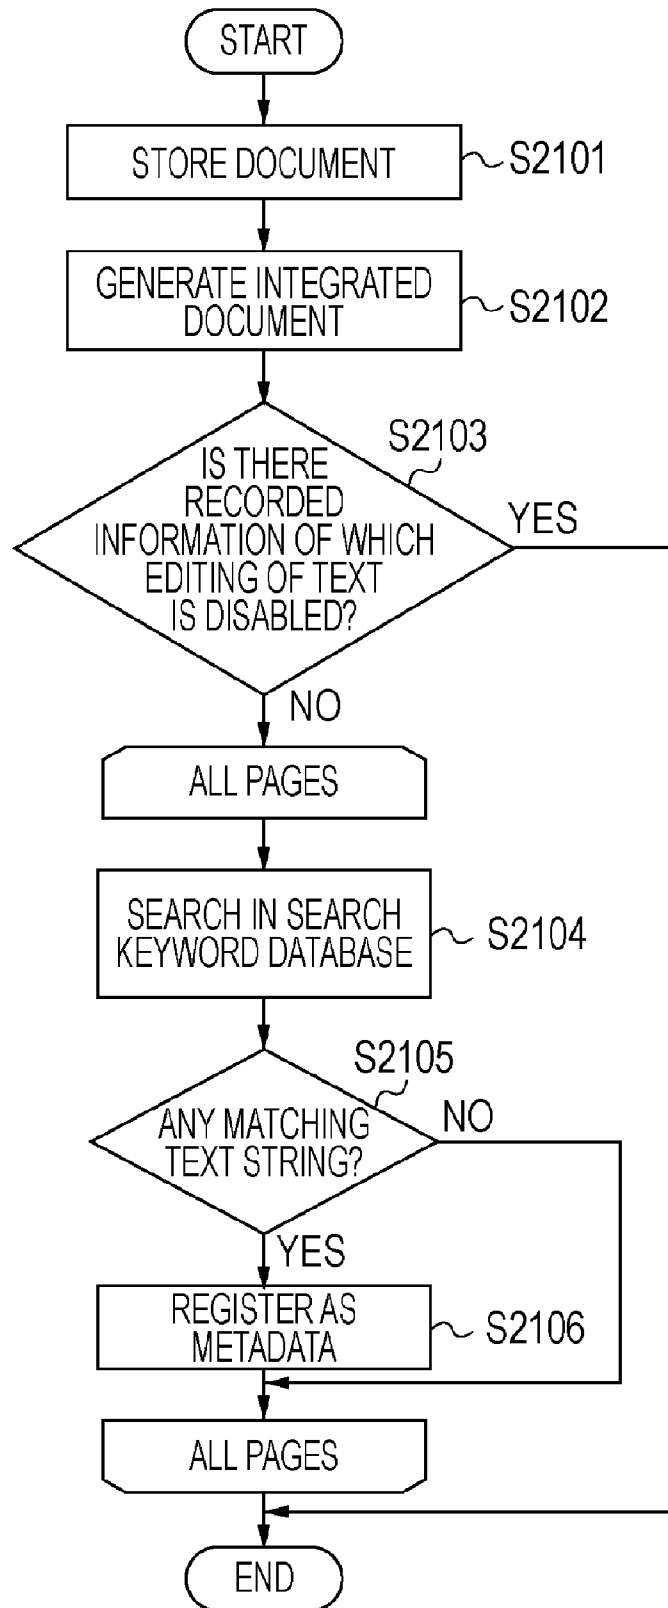 START
STORE DOCUMENT
S2101
GENERATE INTEGRATED
DOCUMENT
S2102
S2103
IS THERE
RECORDED
INFORMATION OF WHICH
EDITING OF TEXT
IS DISABLED?
YES
NO
ALL PAGES
SEARCH IN SEARCH
KEYWORD DATABASE
S2104
S2105
ANY MATCHING
TEXT STRING?
NO
YES
REGISTER AS
METADATA
S2106
ALL PAGES
END